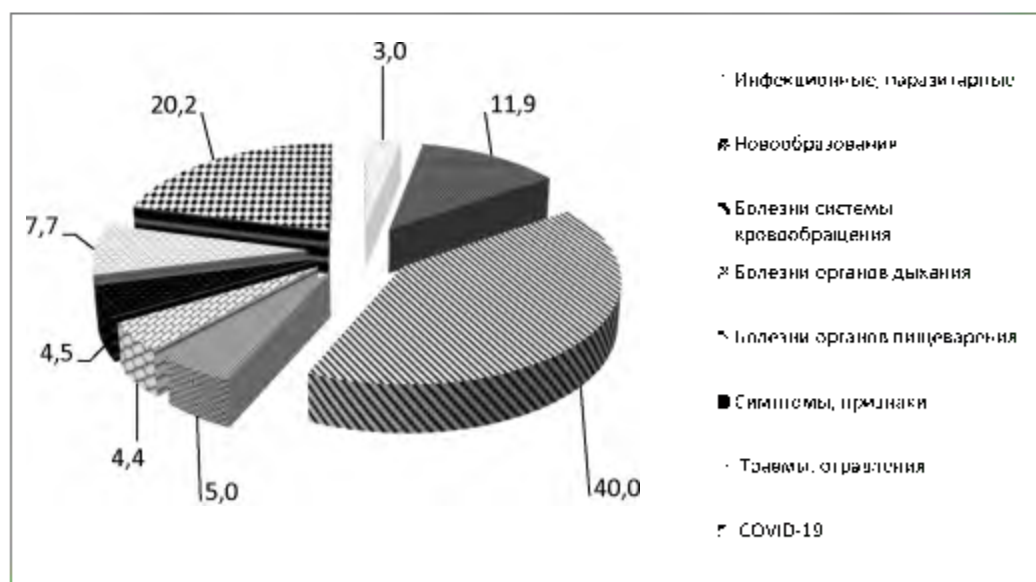 3,0
20,2
11,9
7,7
4,5
4,4
5,0
40,0
Инфекционные, паразитарные
Новообразования
Болезни системы
кровообращения
Болезни органов дыхания
Болезни органов пищеварения
Симптомы, признаки
Травмы, отравления
COVID-19